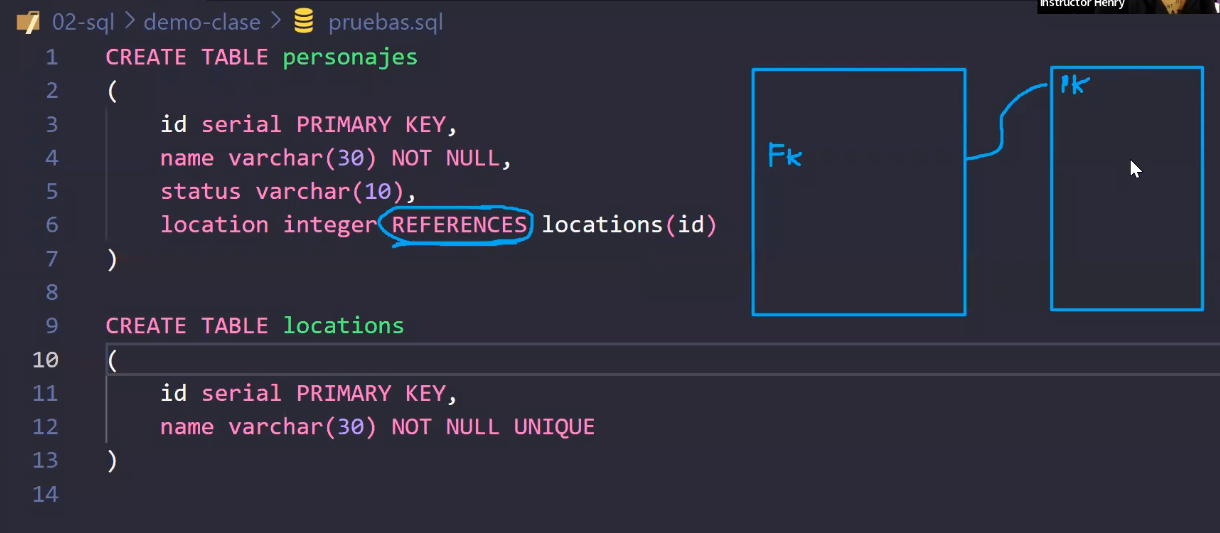 Instructor Henry
02-sql > demo-clase > pruebas.sql
1 CREATE TABLE personajes
2 (
3 id serial PRIMARY KEY,
4 name varchar(30) NOT NULL,
5 status varchar(10),
6 location integer REFERENCES locations(id)
7 )
8
9 CREATE TABLE locations
10 (
11 id serial PRIMARY KEY,
12 name varchar(30) NOT NULL UNIQUE
13 )
14
Fk
Pk